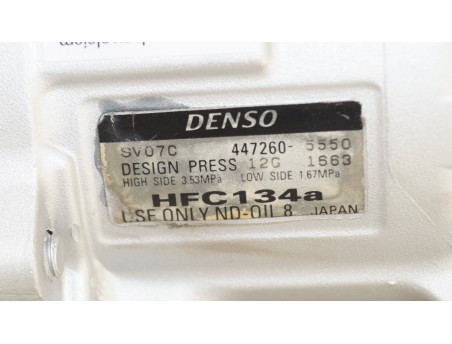 DENSO
SV07C 447260-5550
DESIGN PRESS 12G 1663
HIGH SIDE 3.53MPa LOW SIDE 1.67MPa
HFC134a
USE ONLY ND-OIL 8 JAPAN